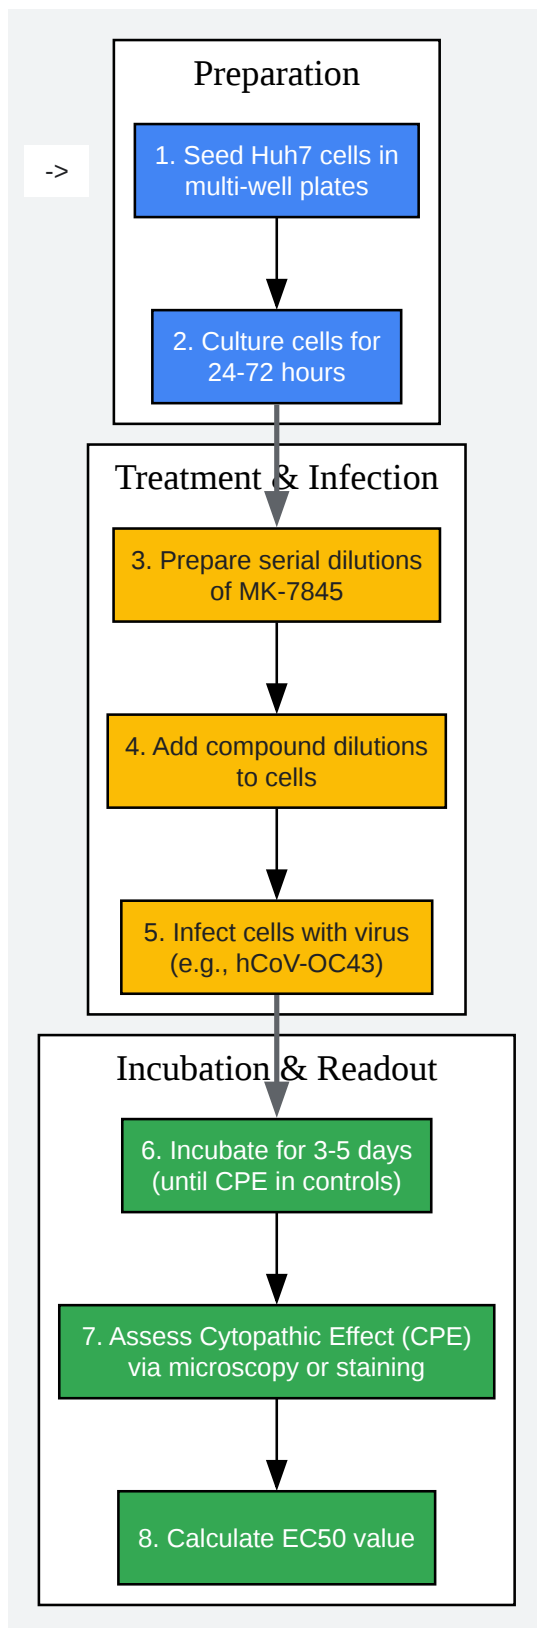 Preparation
->
1. Seed Huh7 cells in
multi-well plates
2. Culture cells for
24-72 hours
Treatment & Infection
3. Prepare serial dilutions
of MK-7845
4. Add compound dilutions
to cells
5. Infect cells with virus
(e.g., hCoV-OC43)
Incubation & Readout
6. Incubate for 3-5 days
(until CPE in controls)
7. Assess Cytopathic Effect (CPE)
via microscopy or staining
8. Calculate EC50 value